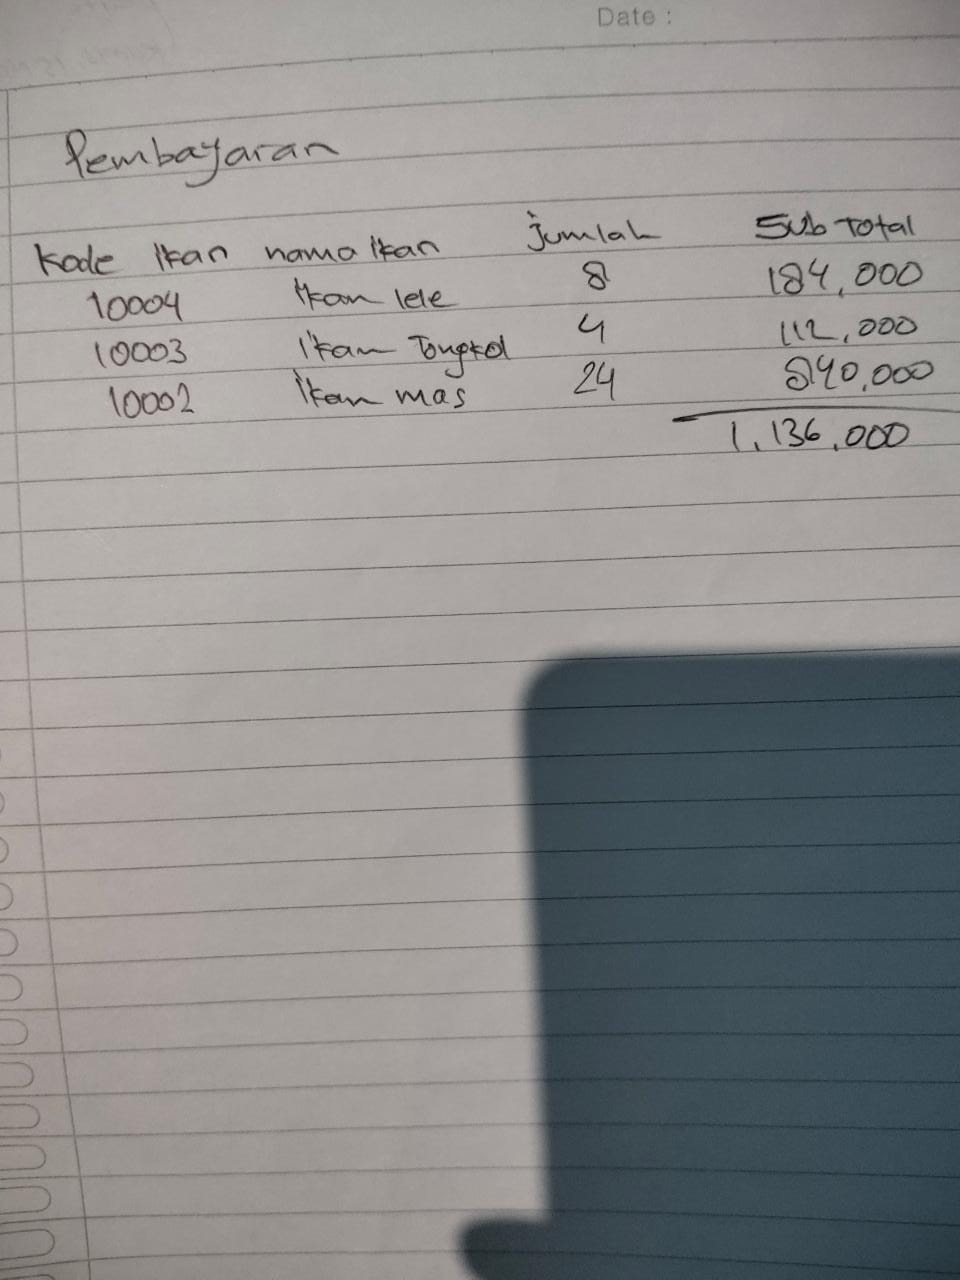 Date :
Pembayaran
Kode Ikan nama Ikan jumlah Sub Total
10004 Ikan lele 8 184,000
10003 Ikan Tongkol 4 112,000
10002 Ikan mas 24 840,000
1,136,000